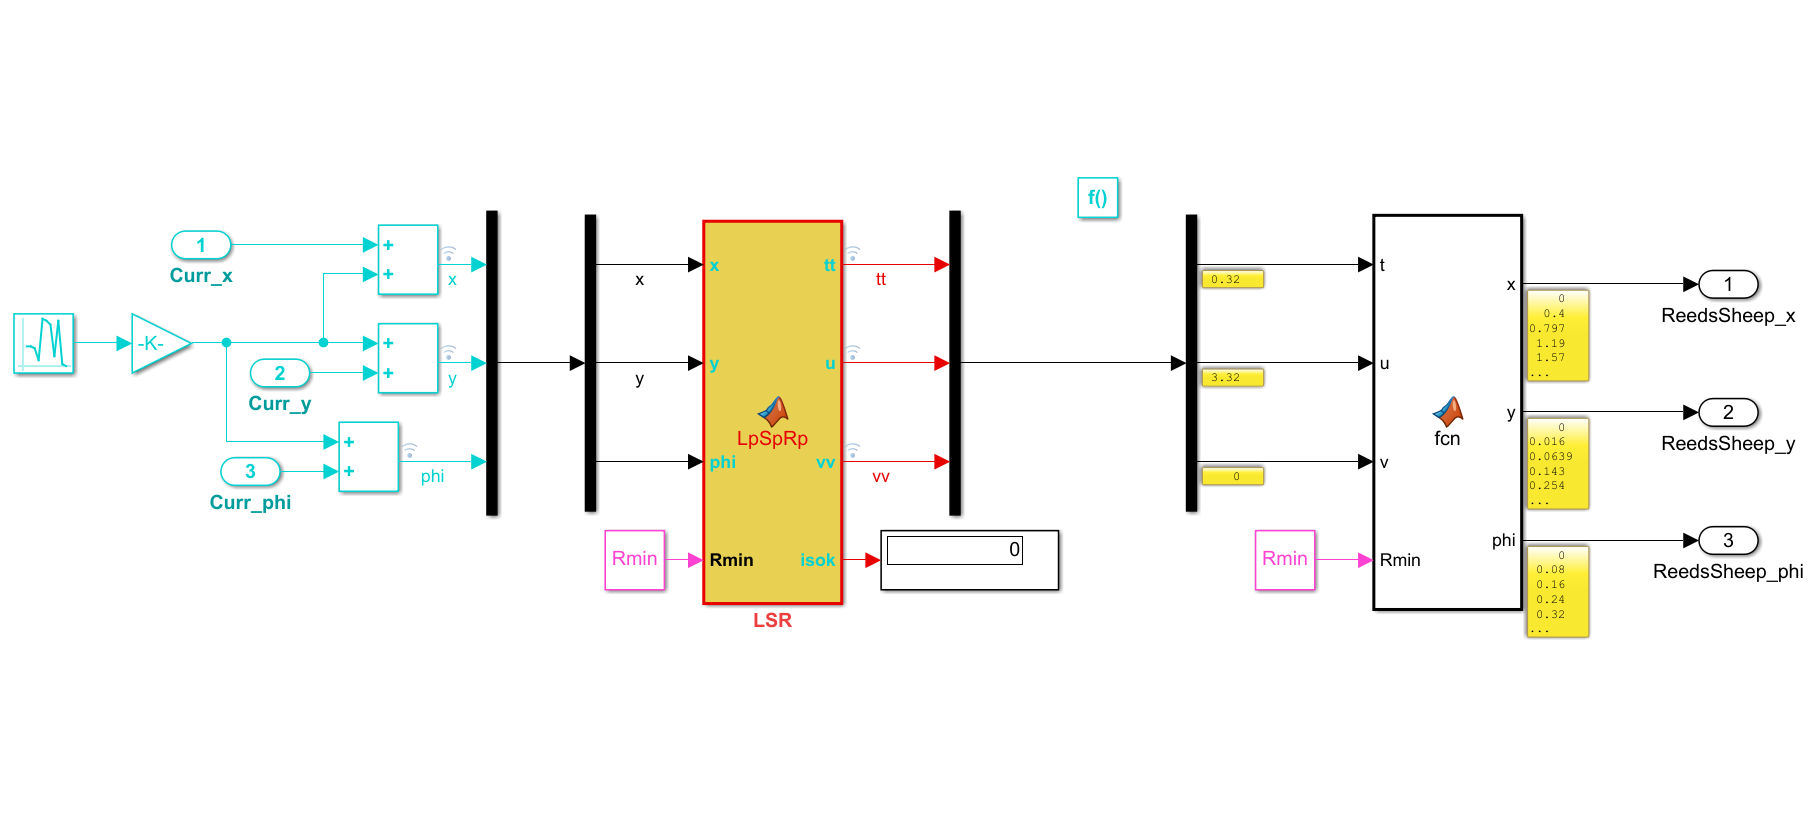 f()
1
Curr_x
+
+
x
-K-
2
Curr_y
+
+
y
3
Curr_phi
+
+
phi
x
y
Rmin
x
y
phi
Rmin
LpSpRp
tt
u
vv
isok
LSR
tt
u
vv
0
0.32
3.32
0
Rmin
t
u
v
Rmin
fcn
x
y
phi
0
0.4
0.797
1.19
1.57
...
0
0.016
0.0639
0.143
0.254
...
0
0.08
0.16
0.24
0.32
...
1
ReedsSheep_x
2
ReedsSheep_y
3
ReedsSheep_phi